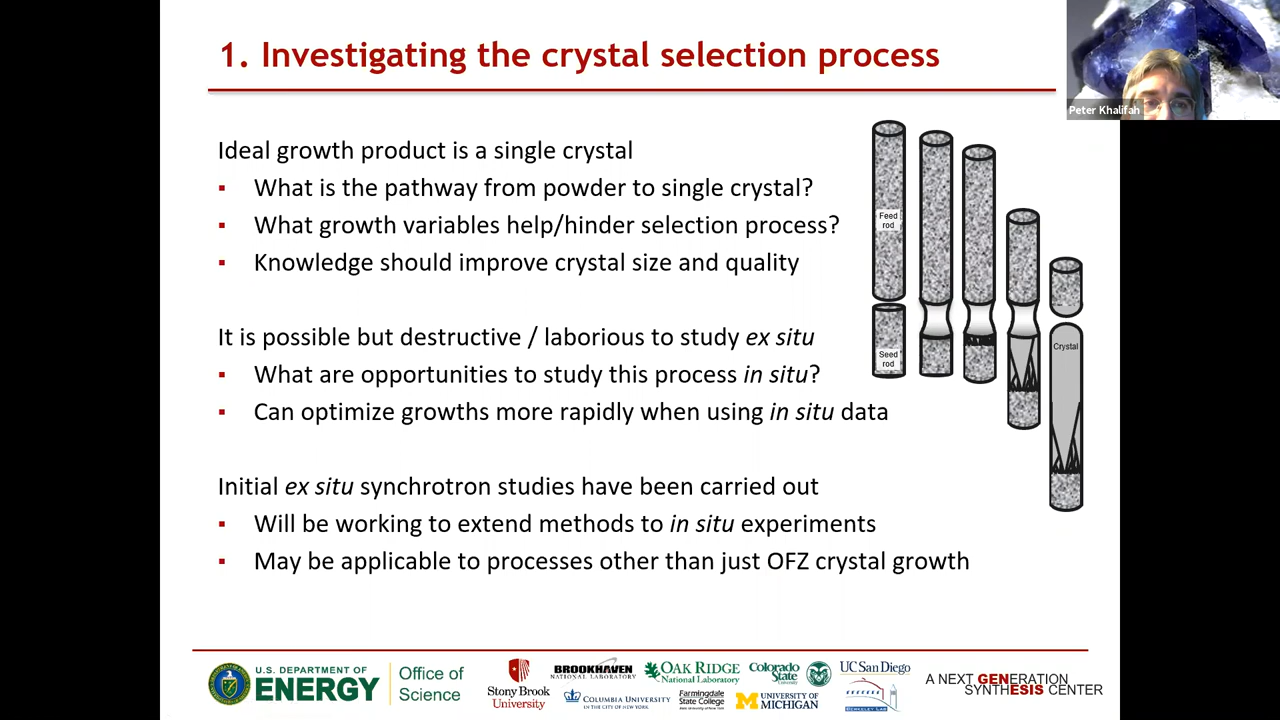 1. Investigating the crystal selection process
Peter Khalifah
Ideal growth product is a single crystal
▪ What is the pathway from powder to single crystal?
▪ What growth variables help/hinder selection process?
▪ Knowledge should improve crystal size and quality
It is possible but destructive / laborious to study ex situ
▪ What are opportunities to study this process in situ?
▪ Can optimize growths more rapidly when using in situ data
Initial ex situ synchrotron studies have been carried out
▪ Will be working to extend methods to in situ experiments
▪ May be applicable to processes other than just OFZ crystal growth
Feed
rod
Seed
rod
Crystal
U.S. DEPARTMENT OF
ENERGY
Office of
Science
Stony Brook
University
BROOKHAVEN
NATIONAL LABORATORY
COLUMBIA UNIVERSITY
IN THE CITY OF NEW YORK
OAK RIDGE
National Laboratory
Farmingdale
State College
Colorado
State
University
UNIVERSITY OF
MICHIGAN
UC San Diego
BERKELEY LAB
A NEXT GENERATION
SYNTHESIS CENTER